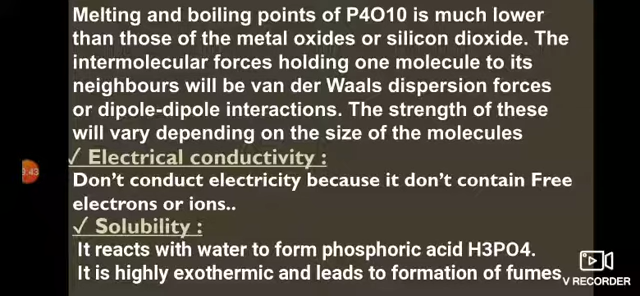 Melting and boiling points of P4O10 is much lower
than those of the metal oxides or silicon dioxide. The
intermolecular forces holding one molecule to its
neighbours will be van der Waals dispersion forces
or dipole-dipole interactions. The strength of these
will vary depending on the size of the molecules
✓ Electrical conductivity :
Don't conduct electricity because it don't contain Free
electrons or ions..
✓ Solubility :
It reacts with water to form phosphoric acid H3PO4.
It is highly exothermic and leads to formation of fumes
V RECORDER